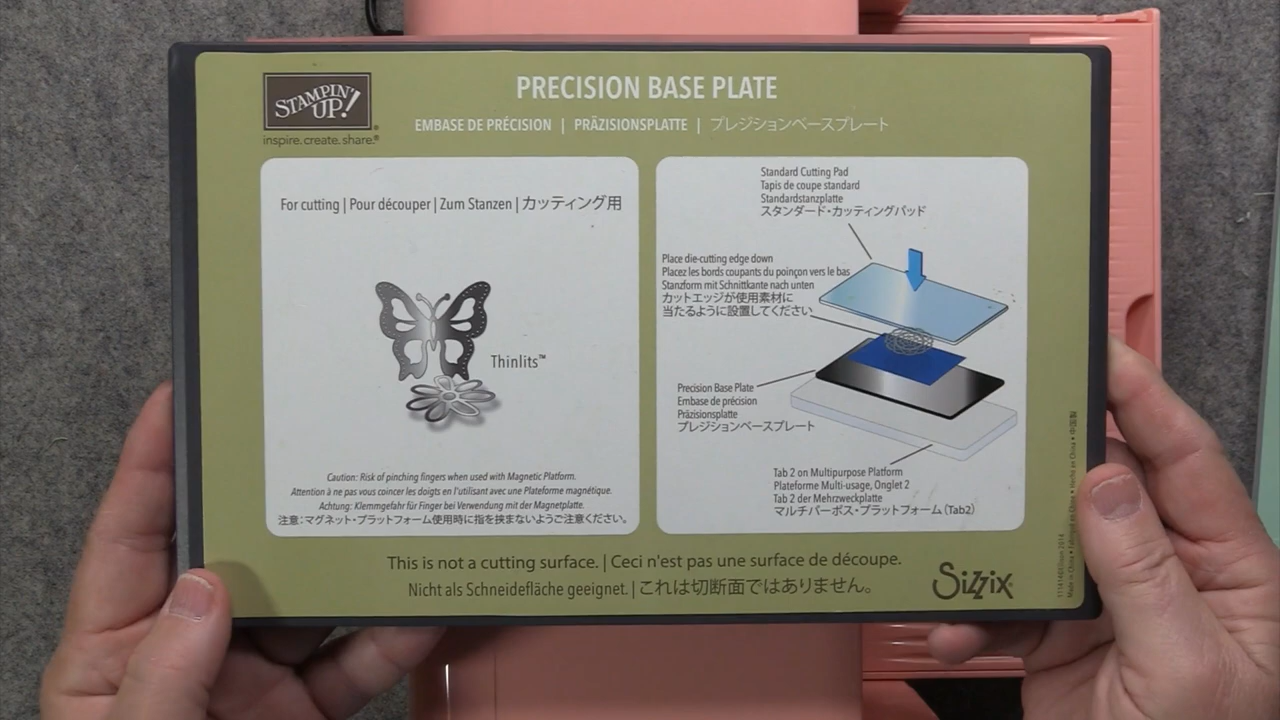 STAMPIN' UP!®
inspire. create. share.®
PRECISION BASE PLATE
EMBASE DE PRÉCISION | PRÄZISIONSPLATTE | プレジションベースプレート
For cutting | Pour découper | Zum Stanzen | カッティング用
Thinlits™
Caution: Risk of pinching fingers when used with Magnetic Platform.
Attention à ne pas vous coincer les doigts en l'utilisant avec une Plateforme magnétique.
Achtung: Klemmgefahr für Finger bei Verwendung mit der Magnetplatte.
注意：マグネット・プラットフォーム使用時に指を挟まないようご注意ください。
Standard Cutting Pad
Tapis de coupe standard
Standardstanzplatte
スタンダード・カッティングパッド
Place die-cutting edge down
Placez les bords coupants du poinçon vers le bas
Stanzform mit Schnittkante nach unten
カットエッジが使用素材に
当たるように設置してください
Precision Base Plate
Embase de précision
Präzisionsplatte
プレジションベースプレート
Tab 2 on Multipurpose Platform
Plateforme Multi-usage, Onglet 2
Tab 2 der Mehrzweckplatte
マルチパーポス・プラットフォーム（Tab2）
This is not a cutting surface. | Ceci n'est pas une surface de découpe.
Nicht als Schneidefläche geeignet. | これは切断面ではありません。
Sizzix®
Made in China • Fabriqué en Chine • Hecho en China • 中国製